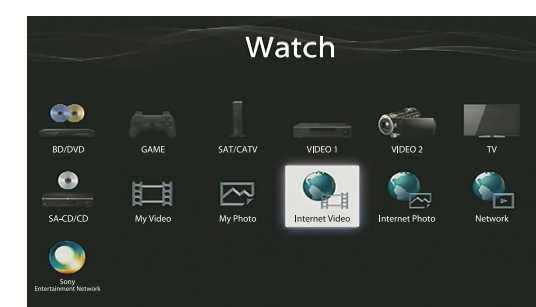 Watch
BD/DVD GAME SAT/CATV VIDEO 1 VIDEO 2 TV
SA-CD/CD My Video My Photo Internet Video Internet Photo Network
Sony
Entertainment Network